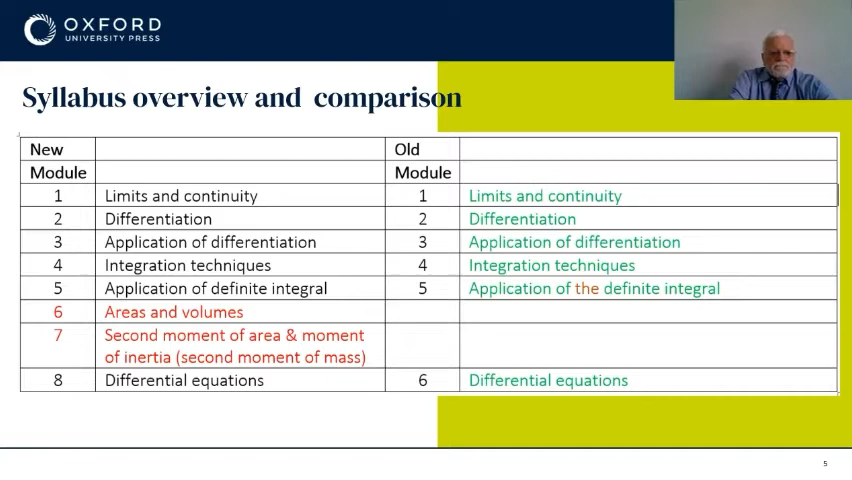 OXFORD
UNIVERSITY PRESS
Syllabus overview and comparison
New Module Old Module
1 Limits and continuity 1 Limits and continuity
2 Differentiation 2 Differentiation
3 Application of differentiation 3 Application of differentiation
4 Integration techniques 4 Integration techniques
5 Application of definite integral 5 Application of the definite integral
6 Areas and volumes
7 Second moment of area & moment
of inertia (second moment of mass)
8 Differential equations 6 Differential equations
5